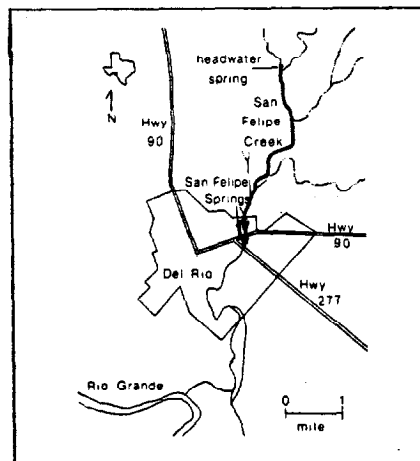 headwater
spring
San
Felipe
Creek
N
Hwy
90
San Felipe
Springs
Hwy
90
Del Rio
Hwy
277
Rio Grande
0 1
mile